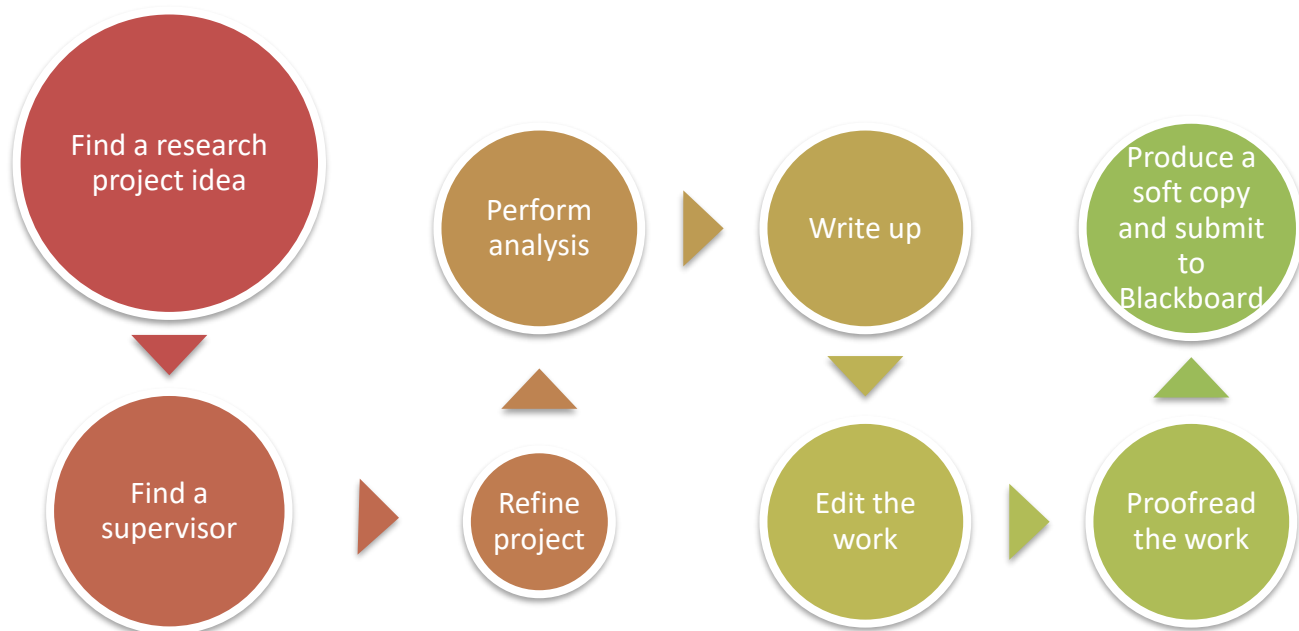 Find a research
project idea
Find a
supervisor
Refine
project
Perform
analysis
Write up
Edit the
work
Proofread
the work
Produce a
soft copy
and submit
to
Blackboard